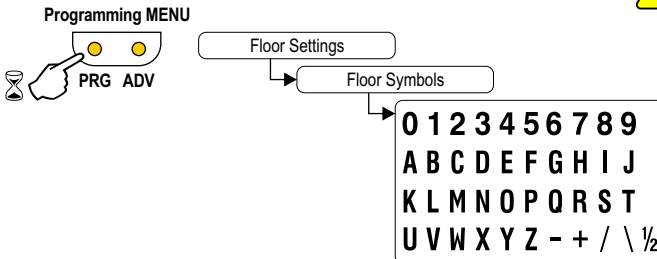 Programming MENU
PRG ADV
Floor Settings
Floor Symbols
0 1 2 3 4 5 6 7 8 9
A B C D E F G H I J
K L M N O P Q R S T
U V W X Y Z - + / \ ½